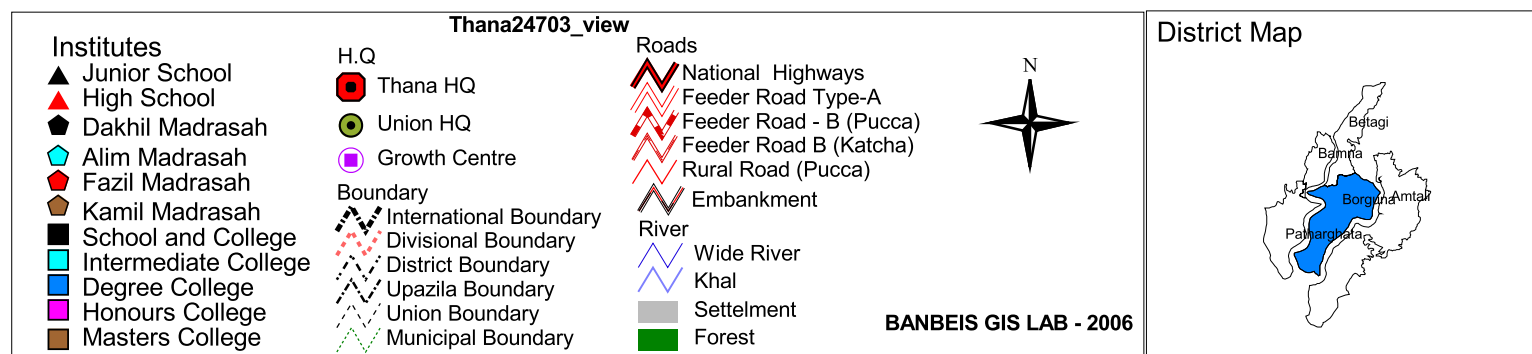 Thana24703_view
Institutes
Junior School
High School
Dakhil Madrasah
Alim Madrasah
Fazil Madrasah
Kamil Madrasah
School and College
Intermediate College
Degree College
Honours College
Masters College
H.Q
Thana HQ
Union HQ
Growth Centre
Boundary
International Boundary
Divisional Boundary
District Boundary
Upazila Boundary
Union Boundary
Municipal Boundary
Roads
National Highways
Feeder Road Type-A
Feeder Road - B (Pucca)
Feeder Road B (Katcha)
Rural Road (Pucca)
Embankment
River
Wide River
Khal
Settelment
Forest
N
BANBEIS GIS LAB - 2006
District Map
Betagi
Bamna
Borguna
Amtali
Patharghata